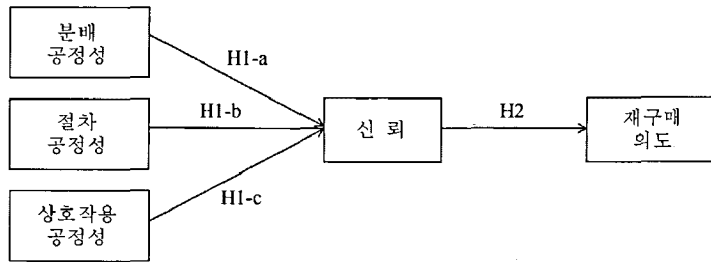 분배
공정성
H1-a
절차
공정성
H1-b
신 뢰
H2
재구매
의도
상호작용
공정성
H1-c